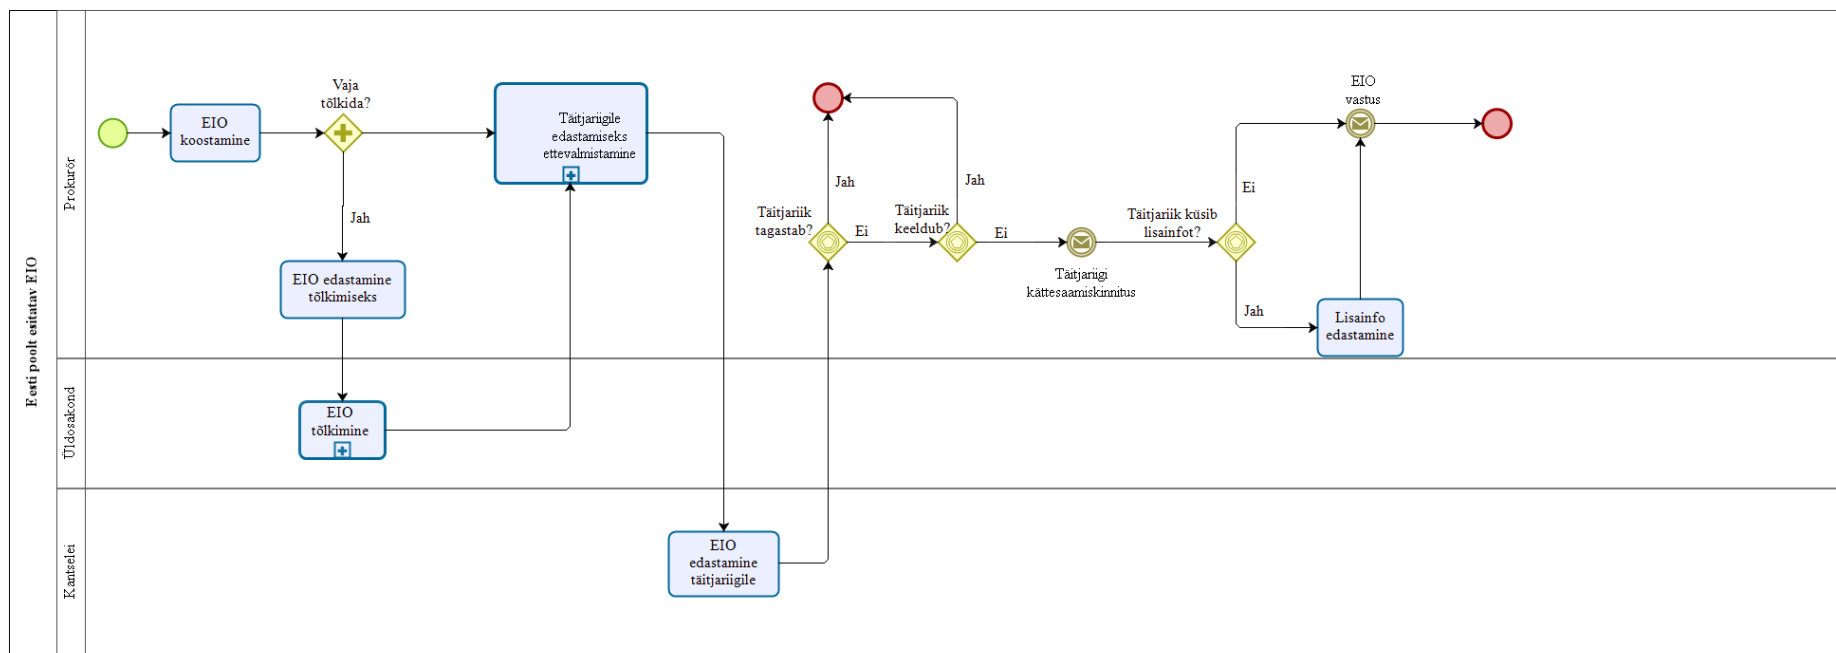 Eesti poolt esitatav EIO
Prokurör
EIO
koostamine
Vaja
tõlkida?
Jah
EIO edastamine
tõlkimiseks
Täitjariigile
edastamiseks
ettevalmistamine
Täitjariik
tagastab?
Jah
Ei
Täitjariik
keeldub?
Jah
Ei
Täitjariigi
kättesaamiskinnitus
Täitjariik küsib
lisainfot?
Ei
Jah
EIO
vastus
Lisainfo
edastamine
Üldosakond
EIO
tõlkimine
Kantselei
EIO
edastamine
täitjariigile